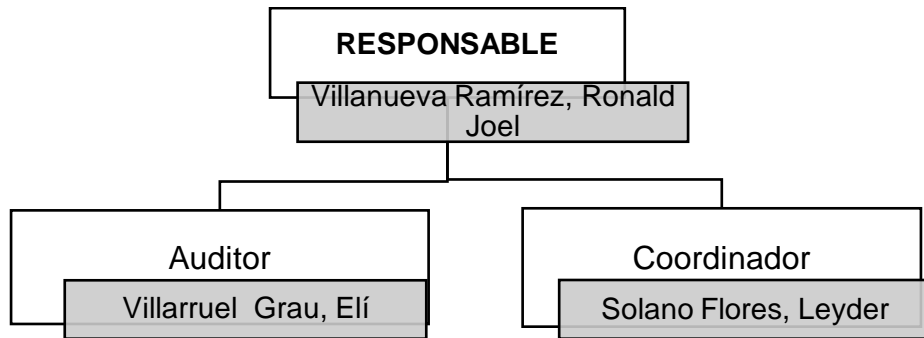 RESPONSABLE
Villanueva Ramírez, Ronald
Joel
Auditor
Villarruel Grau, Elí
Coordinador
Solano Flores, Leyder